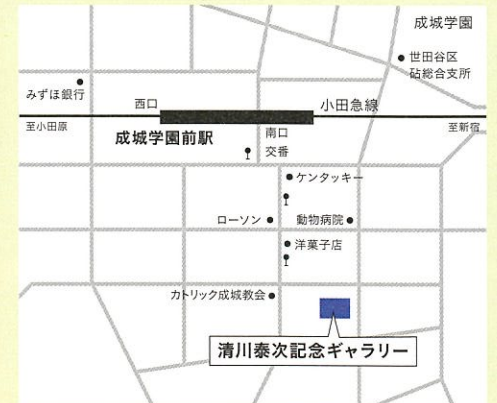 成城学園
世田谷区
砧総合支所
みずほ銀行
西口
小田急線
至小田原
至新宿
成城学園前駅
南口
交番
ケンタッキー
ローソン
動物病院
洋菓子店
カトリック成城教会
清川泰次記念ギャラリー